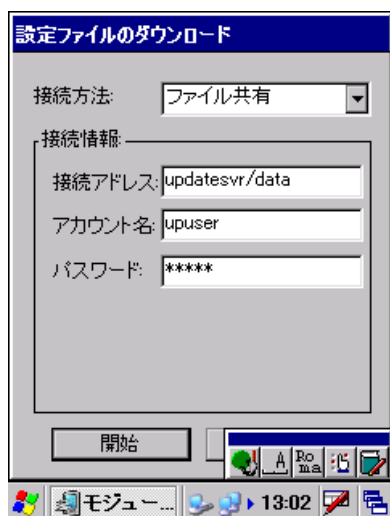 設定ファイルのダウンロード
接続方法:
ファイル共有
接続情報:
接続アドレス:
updatesvr/data
アカウント名:
upuser
パスワード:
*****
開始
A
Ro
ma
モジュー...
13:02